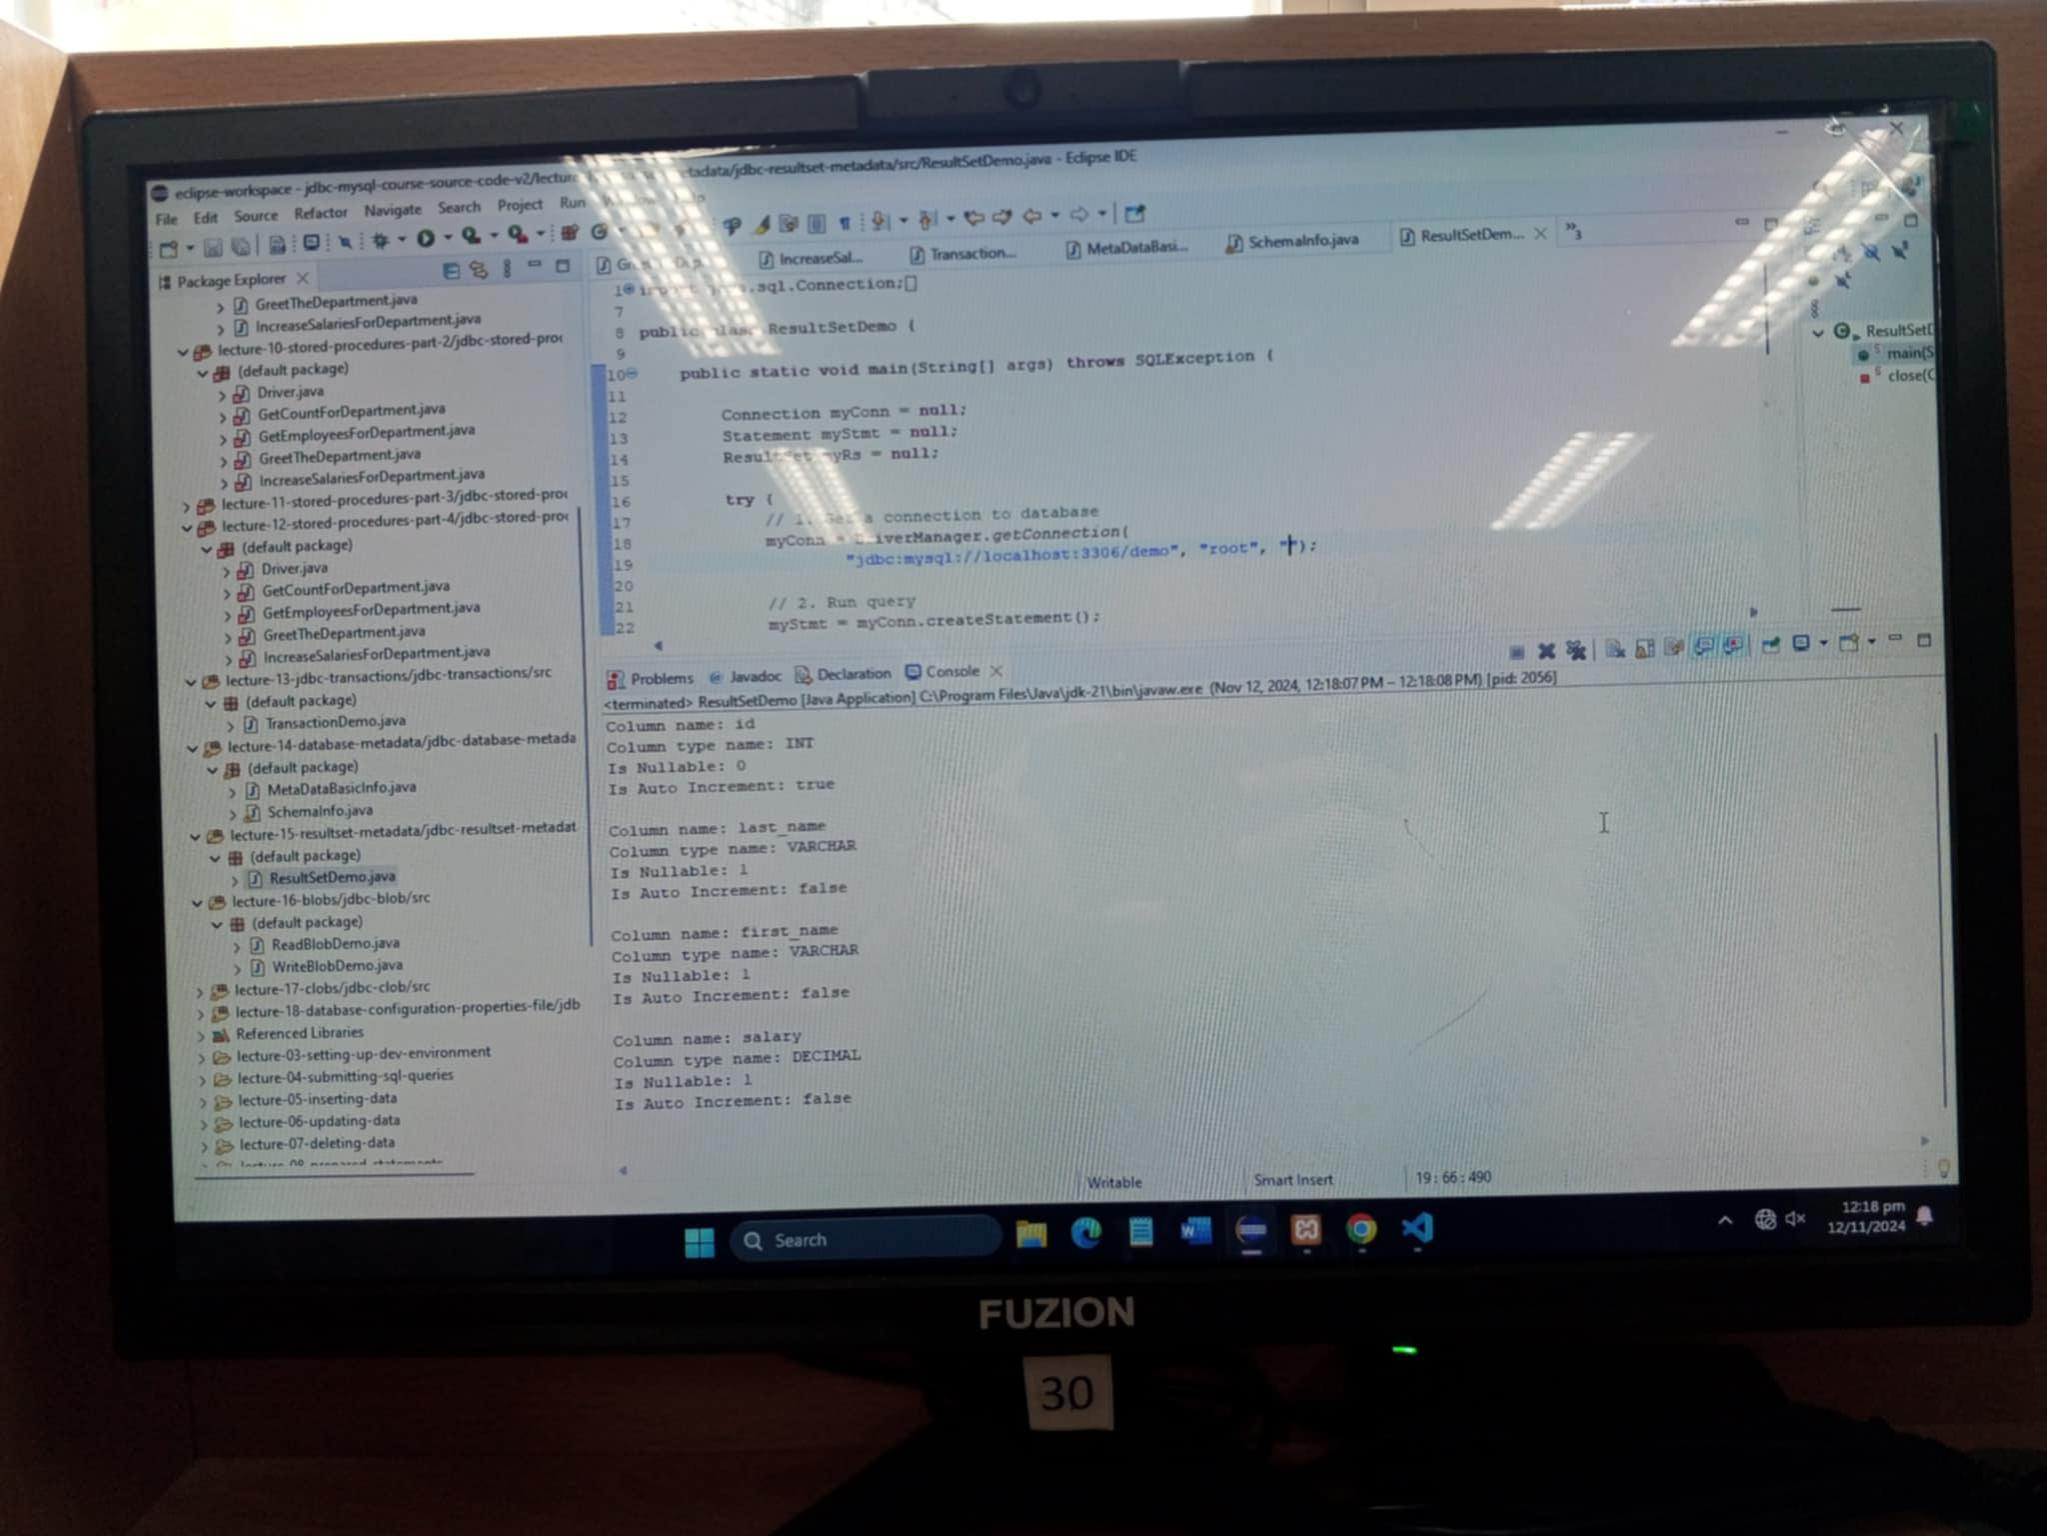 eclipse-workspace - jdbc-mysql-course-source-code-v2/lectur tadata/jdbc-resultset-metadata/src/ResultSetDemo.java - Eclipse IDE
File Edit Source Refactor Navigate Search Project Run
Package Explorer
GreetTheDepartment.java
IncreaseSalariesForDepartment.java
lecture-10-stored-procedures-part-2/jdbc-stored-pro
(default package)
Driver.java
GetCountForDepartment.java
GetEmployeesForDepartment.java
GreetTheDepartment.java
IncreaseSalariesForDepartment.java
lecture-11-stored-procedures-part-3/jdbc-stored-pro
lecture-12-stored-procedures-part-4/jdbc-stored-pro
(default package)
Driver.java
GetCountForDepartment.java
GetEmployeesForDepartment.java
GreetTheDepartment.java
IncreaseSalariesForDepartment.java
lecture-13-jdbc-transactions/jdbc-transactions/src
(default package)
TransactionDemo.java
lecture-14-database-metadata/jdbc-database-metada
(default package)
MetaDataBasicInfo.java
SchemaInfo.java
lecture-15-resultset-metadata/jdbc-resultset-metadat
(default package)
ResultSetDemo.java
lecture-16-blobs/jdbc-blob/src
(default package)
ReadBlobDemo.java
WriteBlobDemo.java
lecture-17-clobs/jdbc-clob/src
lecture-18-database-configuration-properties-file/jdb
Referenced Libraries
lecture-03-setting-up-dev-environment
lecture-04-submitting-sql-queries
lecture-05-inserting-data
lecture-06-updating-data
lecture-07-deleting-data
IncreaseSal... Transaction... MetaDataBasi... SchemaInfo.java ResultSetDem... »3
1 .sql.Connection;
7
8 public ResultSetDemo {
9
10 public static void main(String[] args) throws SQLException {
11
12 Connection myConn = null;
13 Statement myStmt = null;
14 ResultSet myRs = null;
15
16 try {
17 // 1. Get a connection to database
18 myConn = DriverManager.getConnection(
19 "jdbc:mysql://localhost:3306/demo", "root", "");
20
21 // 2. Run query
22 myStmt = myConn.createStatement();
ResultSetD
main(S
close(C
Problems Javadoc Declaration Console
<terminated> ResultSetDemo [Java Application] C:\Program Files\Java\jdk-21\bin\javaw.exe (Nov 12, 2024, 12:18:07 PM – 12:18:08 PM) [pid: 2056]
Column name: id
Column type name: INT
Is Nullable: 0
Is Auto Increment: true
Column name: last_name
Column type name: VARCHAR
Is Nullable: 1
Is Auto Increment: false
Column name: first_name
Column type name: VARCHAR
Is Nullable: 1
Is Auto Increment: false
Column name: salary
Column type name: DECIMAL
Is Nullable: 1
Is Auto Increment: false
Writable Smart Insert 19 : 66 : 490
Search
12:18 pm
12/11/2024
FUZION
30